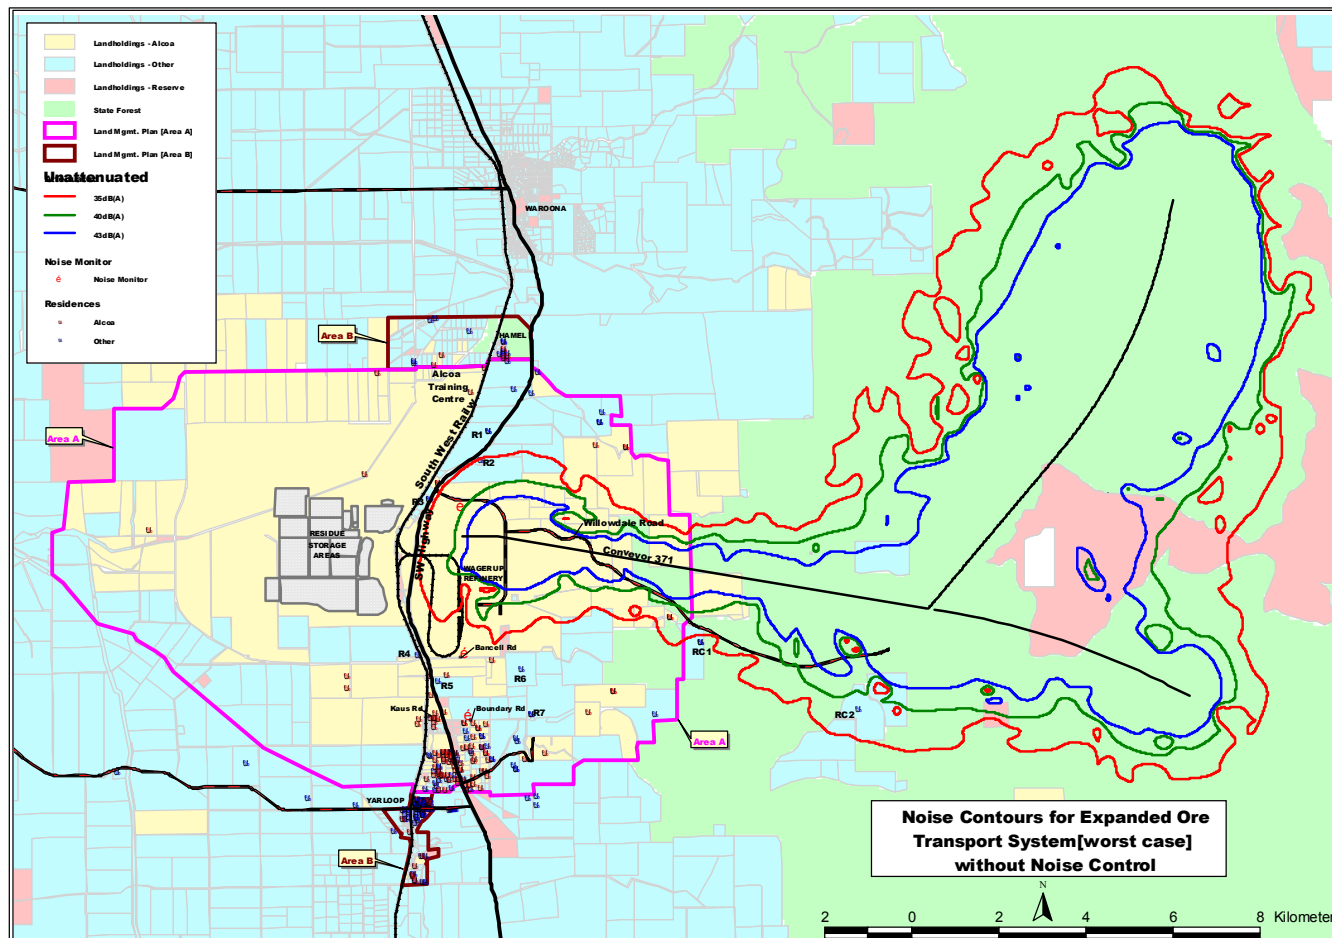 Landholdings - Alcoa
Landholdings - Other
Landholdings - Reserve
State Forest
Land Mgmt. Plan [Area A]
Land Mgmt. Plan [Area B]
Unattenuated
35dB(A)
40dB(A)
43dB(A)
Noise Monitor
Noise Monitor
Residences
Alcoa
Other
WAROONA
Area B
HAMEL
Alcoa
Training
Centre
South West Railw
Area A
R1
R2
R3
SW Highway
Willowdale Road
Conveyor 371
RESIDUE
STORAGE
AREAS
WAGERUP
REFINERY
R4
Bancell Rd
RC1
R5
R6
Kaus Rd
Boundary Rd
R7
RC2
Area A
YARLOOP
Area B
Noise Contours for Expanded Ore
Transport System[worst case]
without Noise Control
N
2 0 2 4 6 8 Kilometer